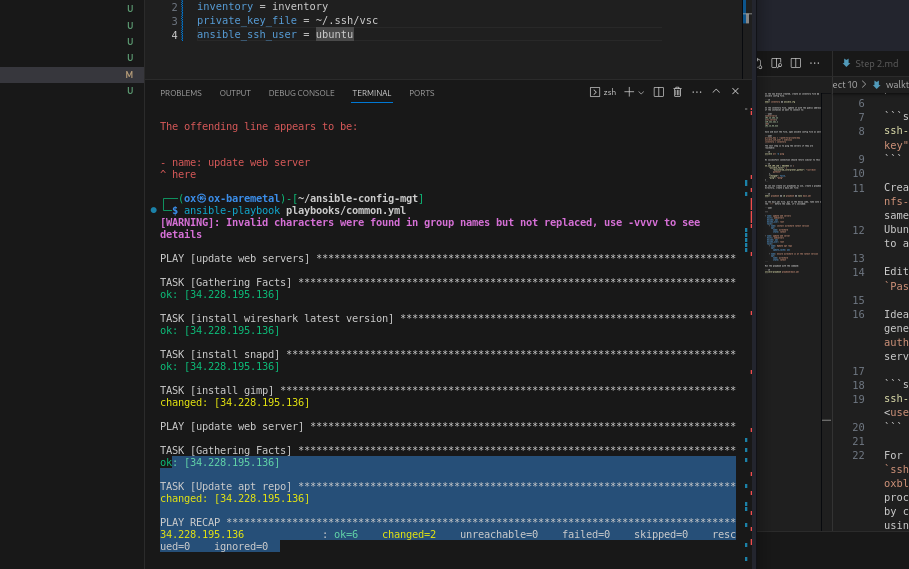 U
U
U
U
M
U
2 inventory = inventory
3 private_key_file = ~/.ssh/vsc
4 ansible_ssh_user = ubuntu
PROBLEMS OUTPUT DEBUG CONSOLE TERMINAL PORTS zsh
The offending line appears to be:
- name: update web server
^ here
┌──(ox㉿ox-baremetal)-[~/ansible-config-mgt]
└─$ ansible-playbook playbooks/common.yml
[WARNING]: Invalid characters were found in group names but not replaced, use -vvvv to see
details
PLAY [update web servers] **********************************************************************
TASK [Gathering Facts] *************************************************************************
ok: [34.228.195.136]
TASK [install wireshark latest version] ********************************************************
ok: [34.228.195.136]
TASK [install snapd] ***************************************************************************
ok: [34.228.195.136]
TASK [install gimp] ****************************************************************************
changed: [34.228.195.136]
PLAY [update web server] ***********************************************************************
TASK [Gathering Facts] *************************************************************************
ok: [34.228.195.136]
TASK [Update apt repo] *************************************************************************
changed: [34.228.195.136]
PLAY RECAP *************************************************************************************
34.228.195.136 : ok=6 changed=2 unreachable=0 failed=0 skipped=0 resc
ued=0 ignored=0
Step 2.md
ect 10 > walkt
6
7 ```s
8 ssh-
key"
9 ```
10
11 Crea
nfs-
same
12 Ubun
to a
13
14 Edit
`Pas
15
16 Idea
gene
auth
serv
17
18 ```s
19 ssh-
<use
20 ```
21
22 For
`ssh
oxbl
proc
by c
usin